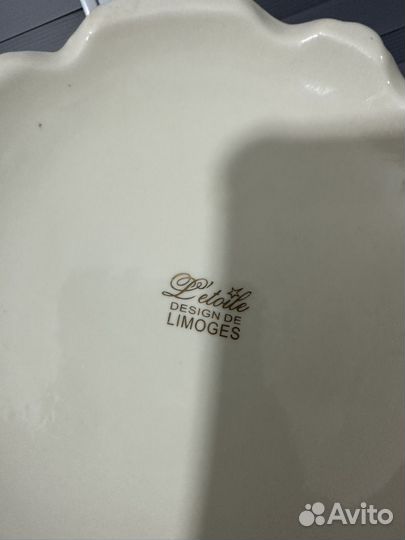 L'etoile
DESIGN DE
LIMOGES
Avito